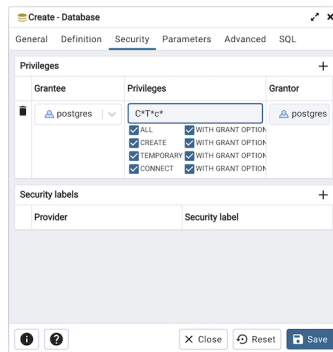 Create - Database
General Definition Security Parameters Advanced SQL
Privileges
Grantee Privileges Grantor
postgres C*T*c* postgres
ALL WITH GRANT OPTION
CREATE WITH GRANT OPTION
TEMPORARY WITH GRANT OPTION
CONNECT WITH GRANT OPTION
Security labels
Provider Security label
Close Reset Save